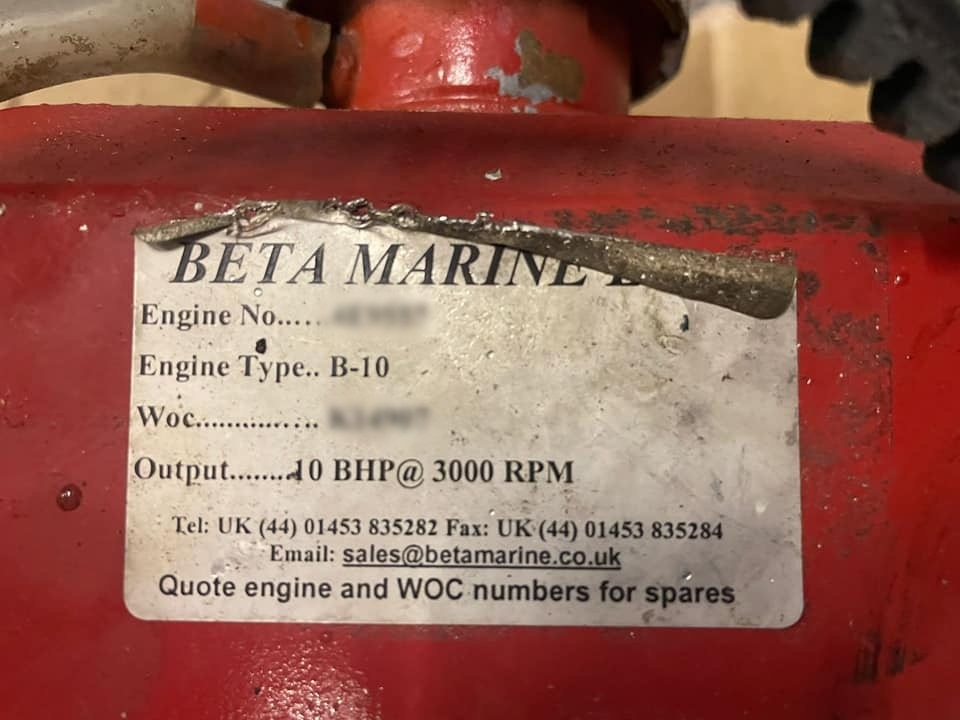 BETA MARINE
Engine No.....
Engine Type.. B-10
Woc................
Output........10 BHP@ 3000 RPM
Tel: UK (44) 01453 835282 Fax: UK (44) 01453 835284
Email: sales@betamarine.co.uk
Quote engine and WOC numbers for spares